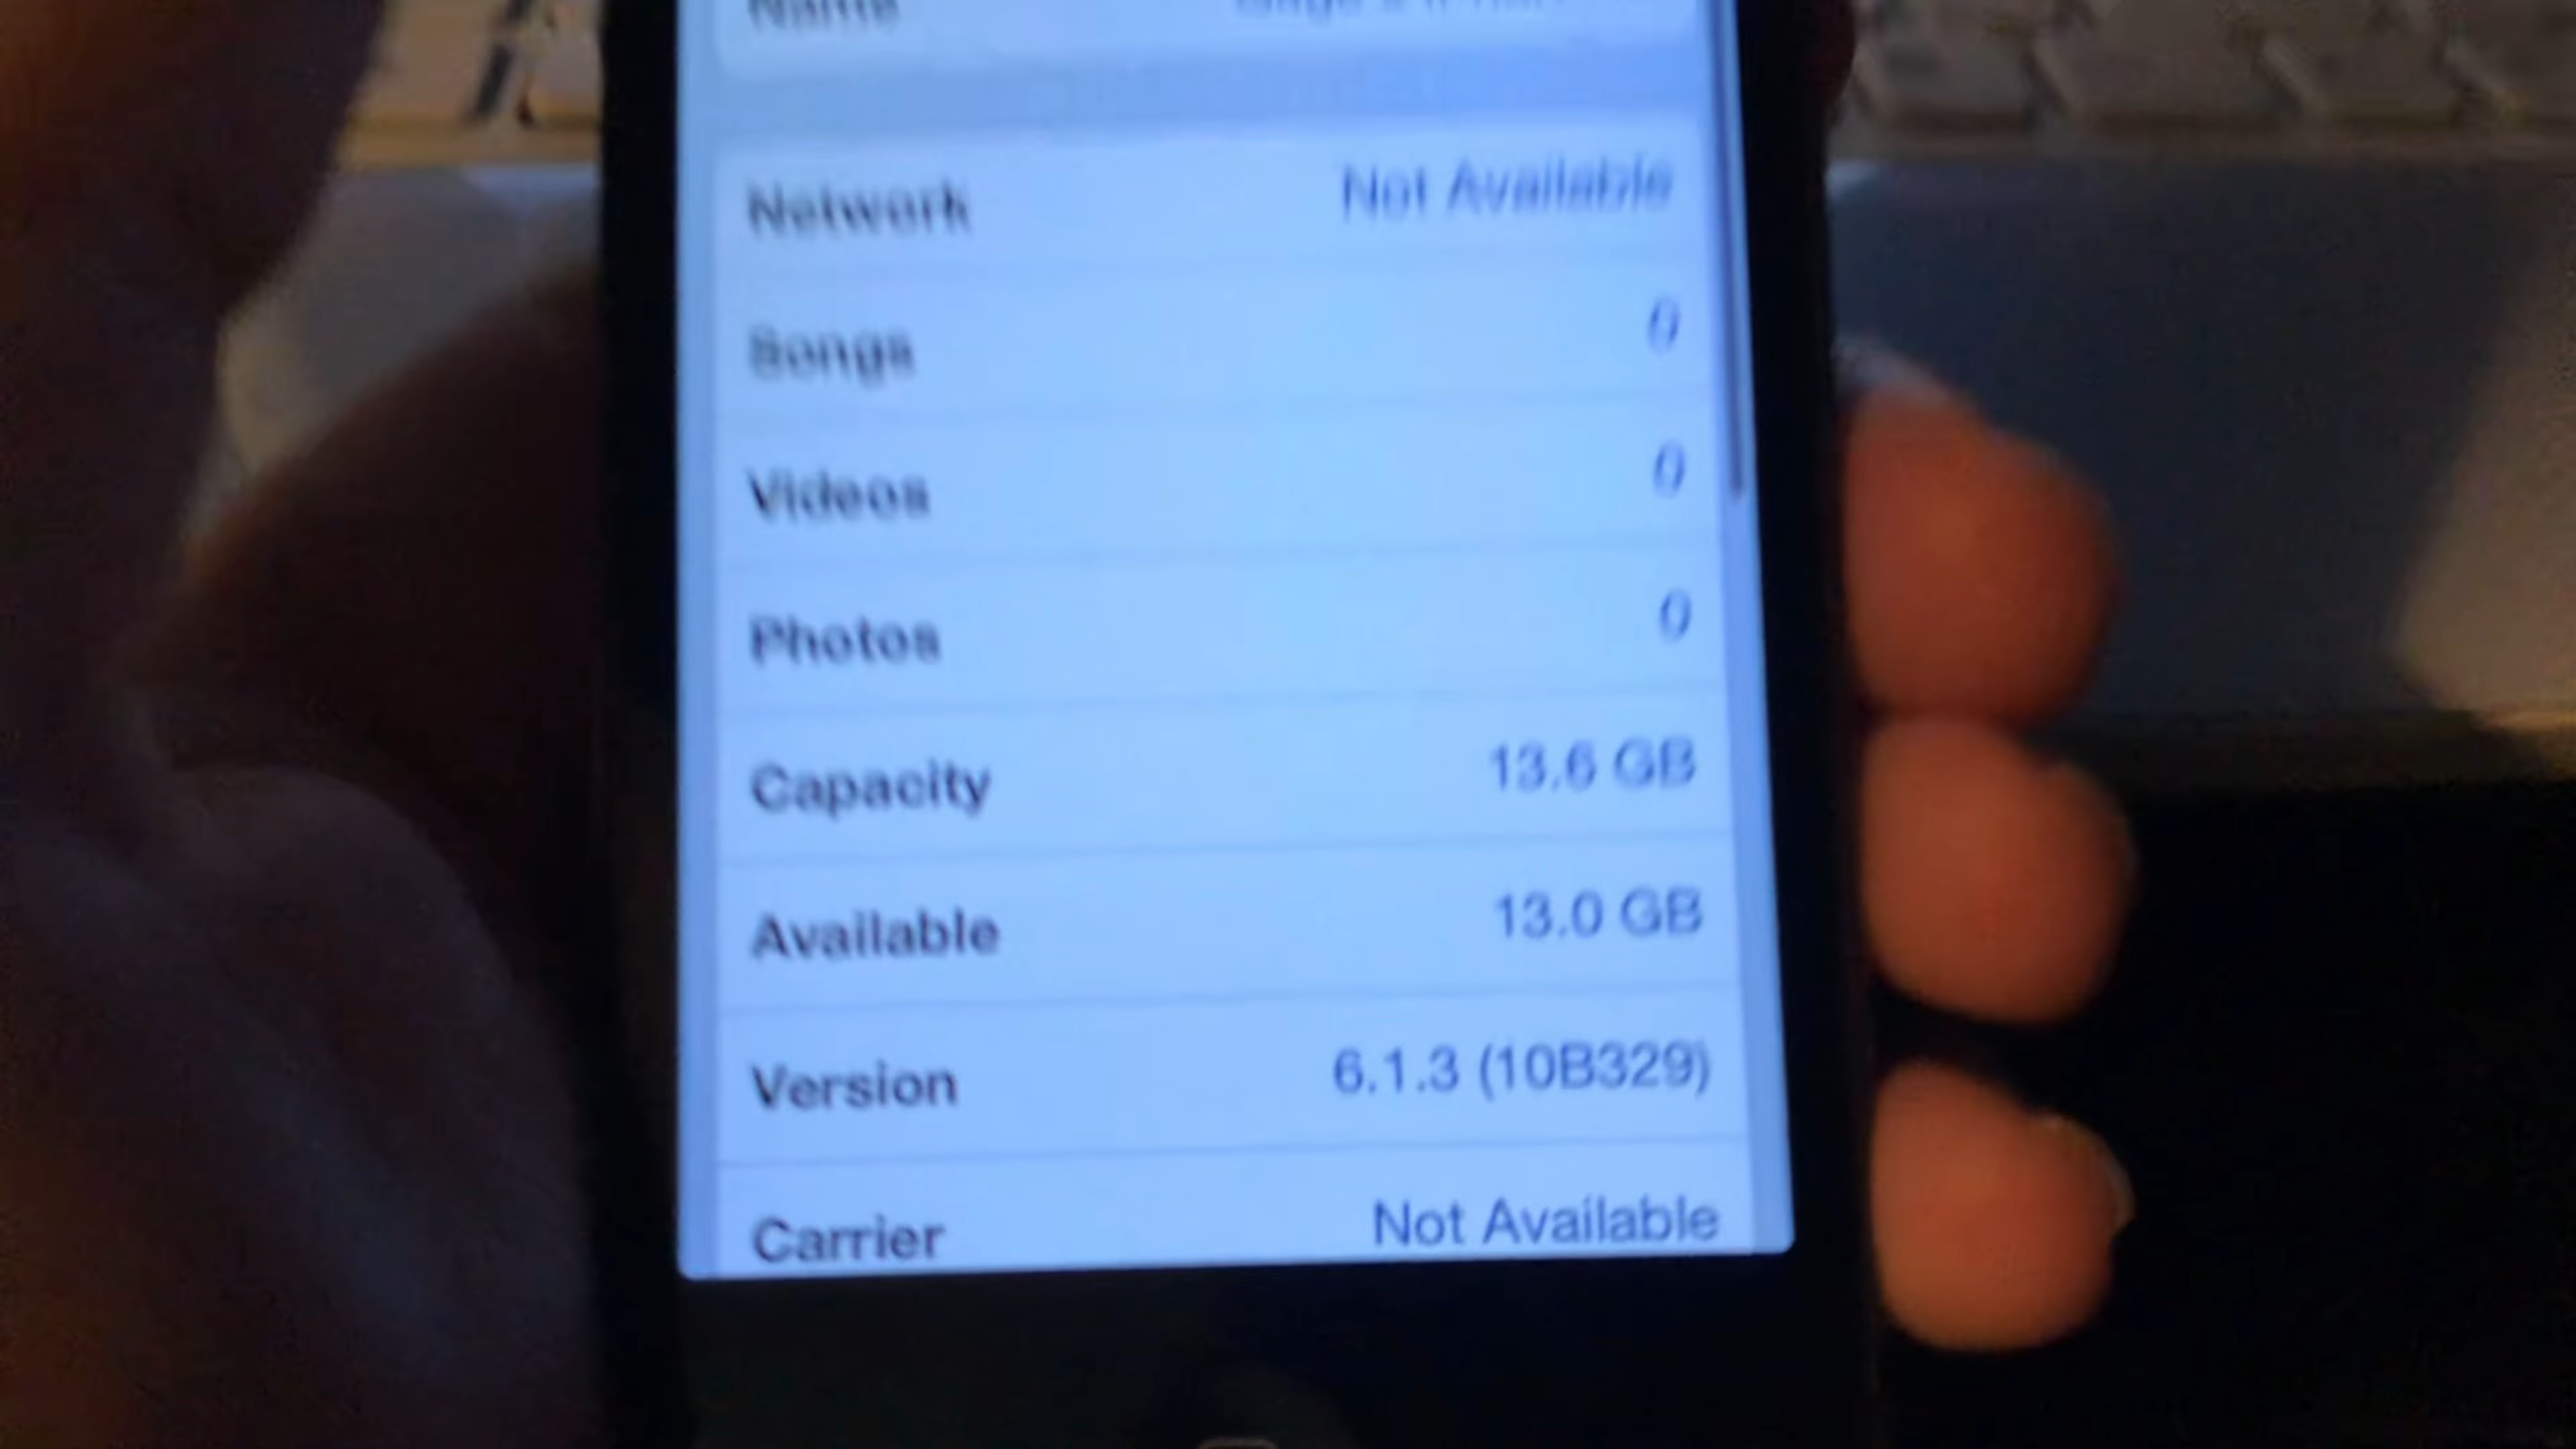 Name
Network Not Available
Songs 0
Videos 0
Photos 0
Capacity 13.6 GB
Available 13.0 GB
Version 6.1.3 (10B329)
Carrier Not Available